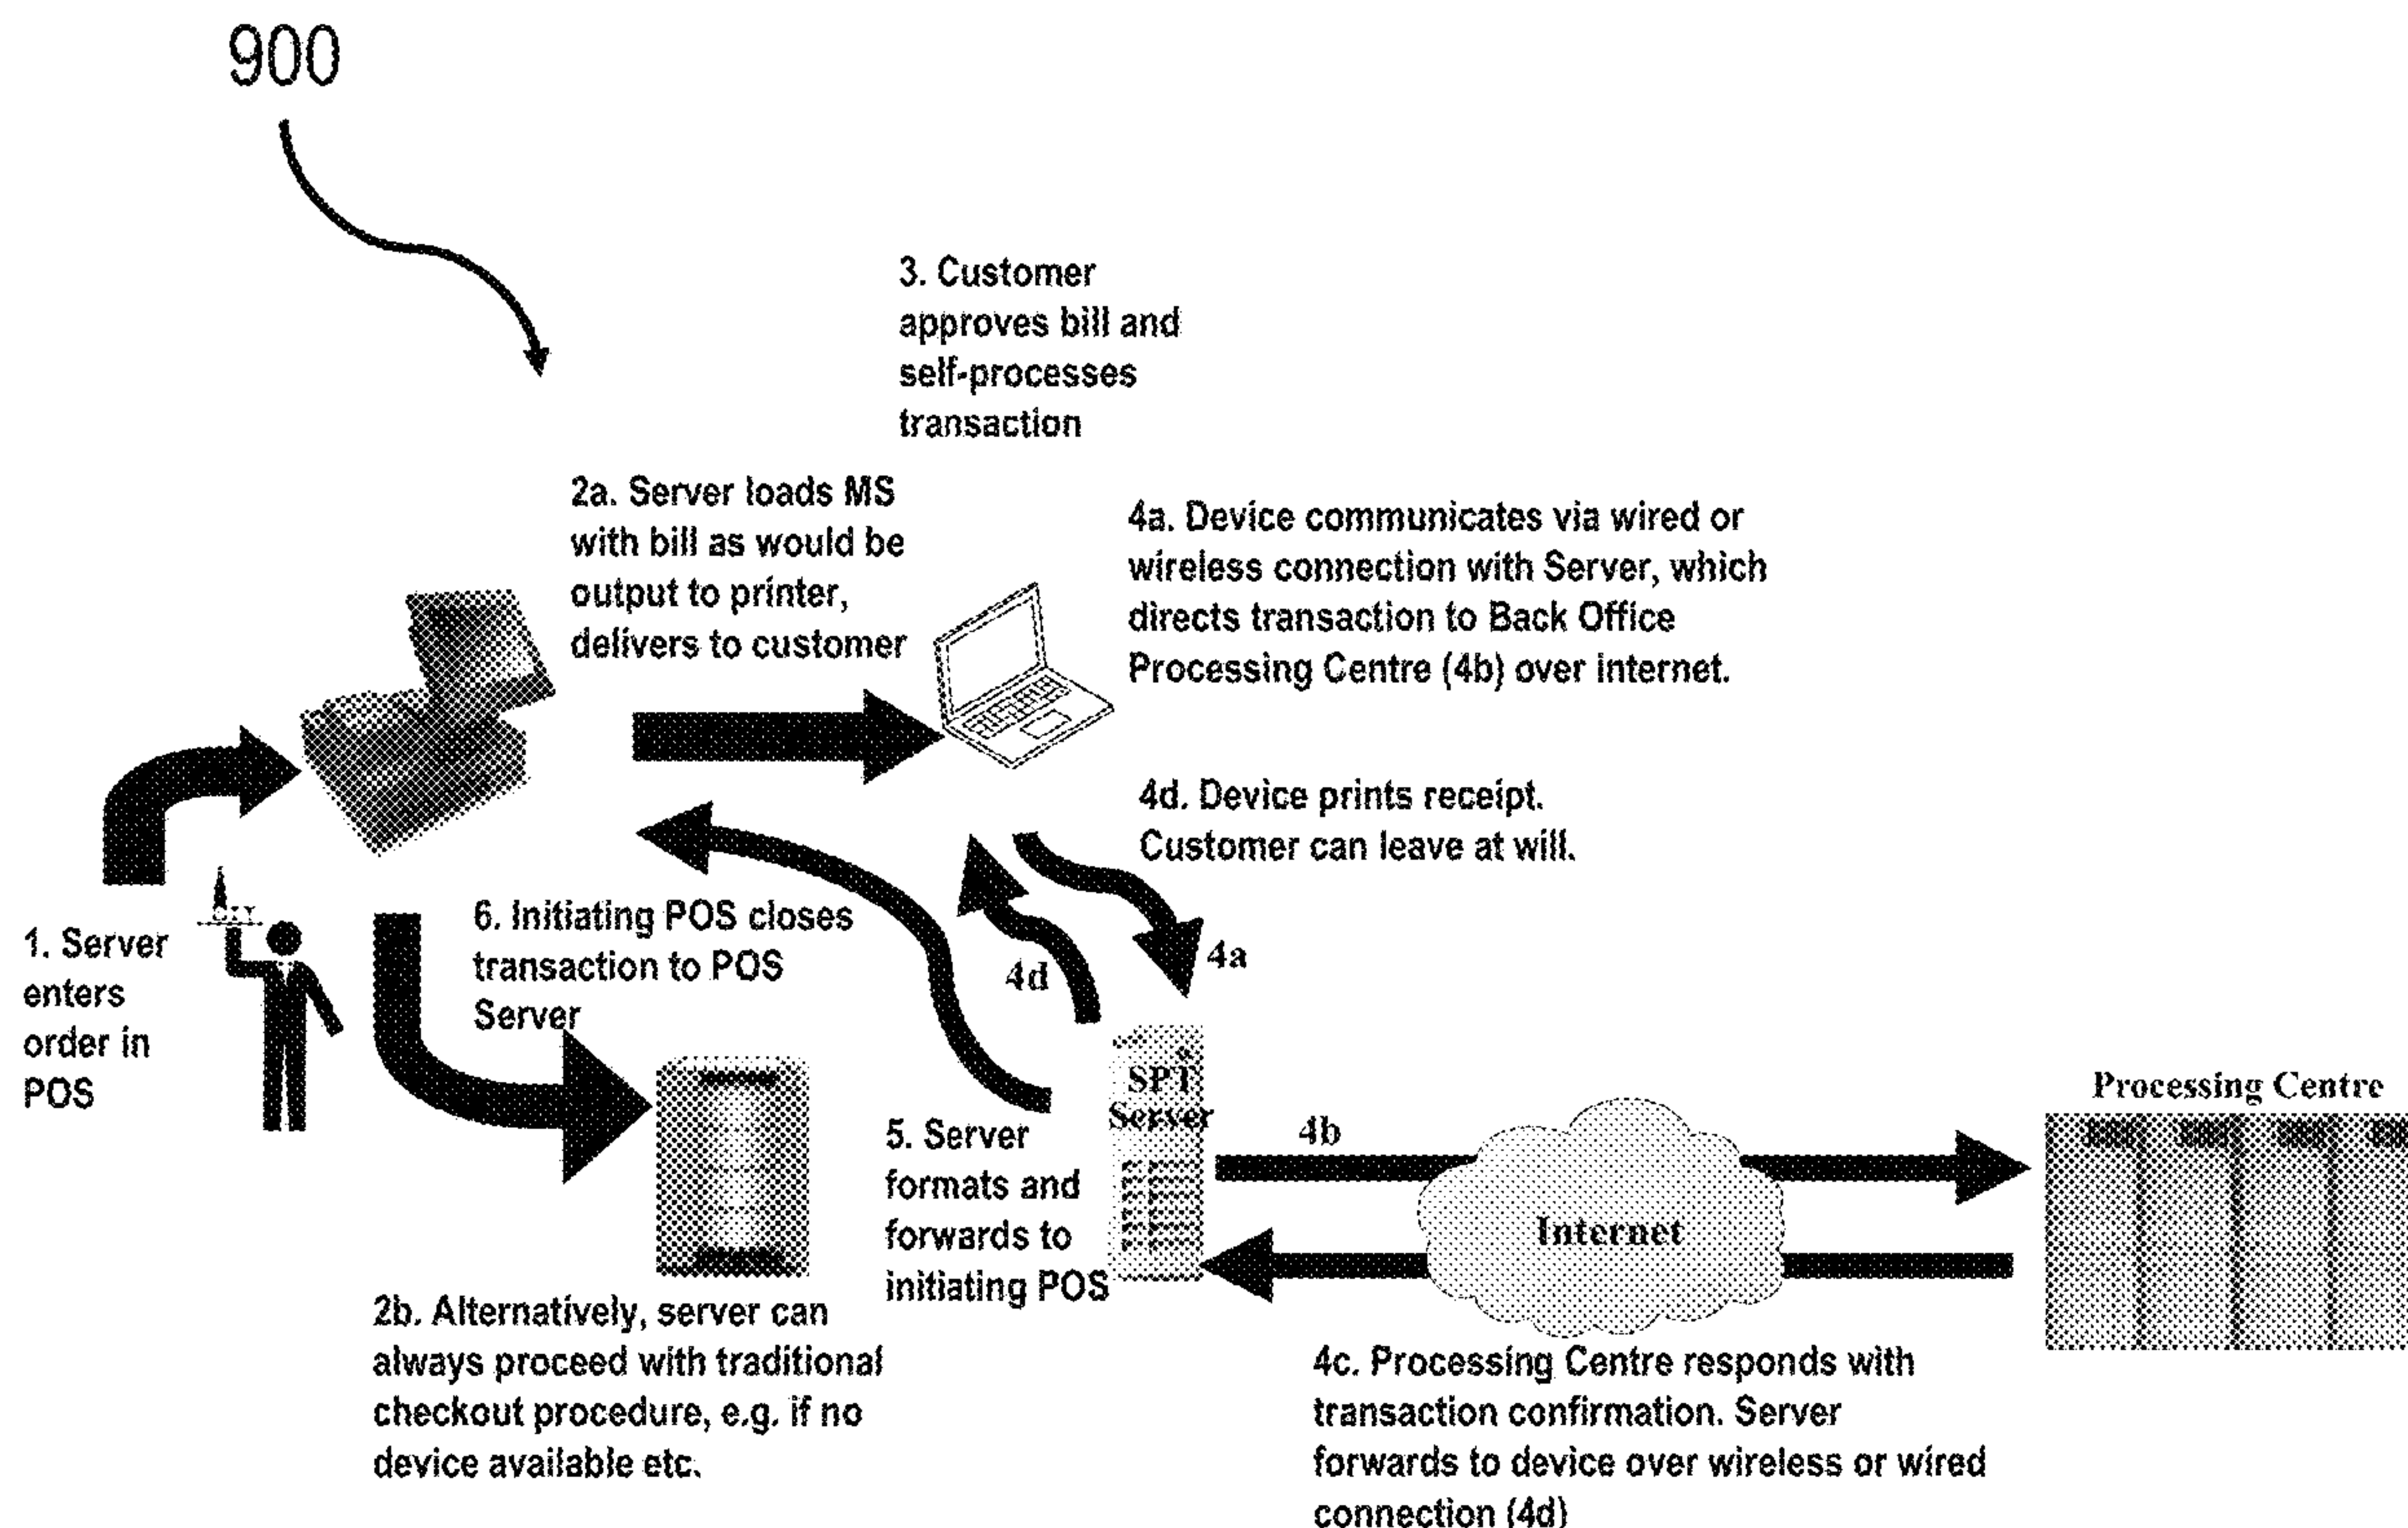 900
3. Customer
approves bill and
self-processes
transaction
2a. Server loads MS
with bill as would be
output to printer,
delivers to customer
4a. Device communicates via wired or
wireless connection with Server, which
directs transaction to Back Office
Processing Centre (4b) over internet.
4d. Device prints receipt.
Customer can leave at will.
1. Server
enters
order in
POS
6. Initiating POS closes
transaction to POS
Server
4d
4a
SPT
Server
5. Server
formats and
forwards to
initiating POS
4b
Internet
Processing Centre
2b. Alternatively, server can
always proceed with traditional
checkout procedure, e.g. if no
device available etc.
4c. Processing Centre responds with
transaction confirmation. Server
forwards to device over wireless or wired
connection (4d)